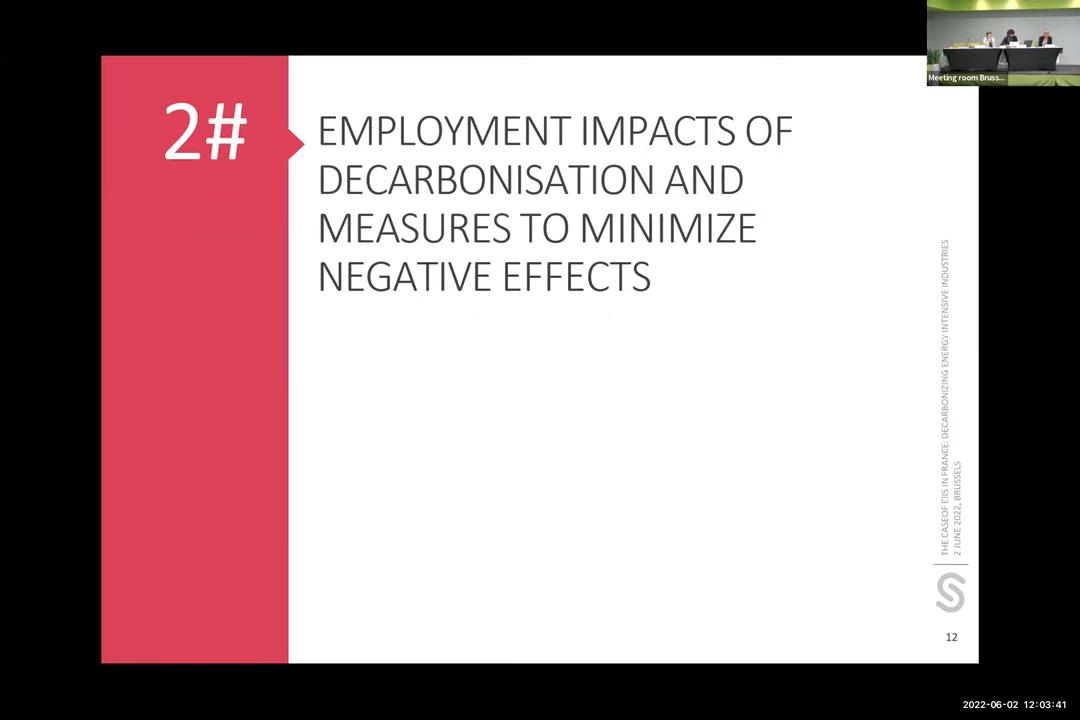 Meeting room Bruss...
2#
EMPLOYMENT IMPACTS OF
DECARBONISATION AND
MEASURES TO MINIMIZE
NEGATIVE EFFECTS
THE CASEOF EIIS IN FRANCE: DECARBONIZING ENERGY INTENSIVE INDUSTRIES
2 JUNE 2022, BRUSSELS
12
2022-06-02 12:03:41